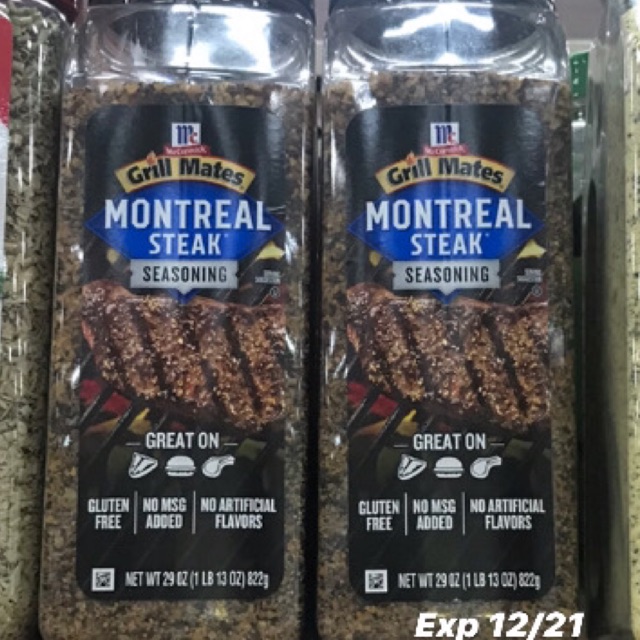 Mc
McCormick
Grill Mates
MONTREAL
STEAK
SEASONING
GREAT ON
GLUTEN FREE
NO MSG ADDED
NO ARTIFICIAL FLAVORS
NET WT 29 OZ (1 LB 13 OZ) 822g
Mc
McCormick
Grill Mates
MONTREAL
STEAK
SEASONING
GREAT ON
GLUTEN FREE
NO MSG ADDED
NO ARTIFICIAL FLAVORS
NET WT 29 OZ (1 LB 13 OZ) 822g
Exp 12/21